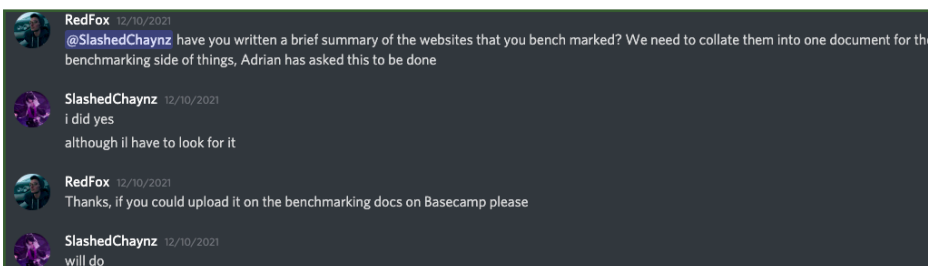 RedFox 12/10/2021
@SlashedChaynz have you written a brief summary of the websites that you bench marked? We need to collate them into one document for the
benchmarking side of things, Adrian has asked this to be done
SlashedChaynz 12/10/2021
i did yes
although il have to look for it
RedFox 12/10/2021
Thanks, if you could upload it on the benchmarking docs on Basecamp please
SlashedChaynz 12/10/2021
will do